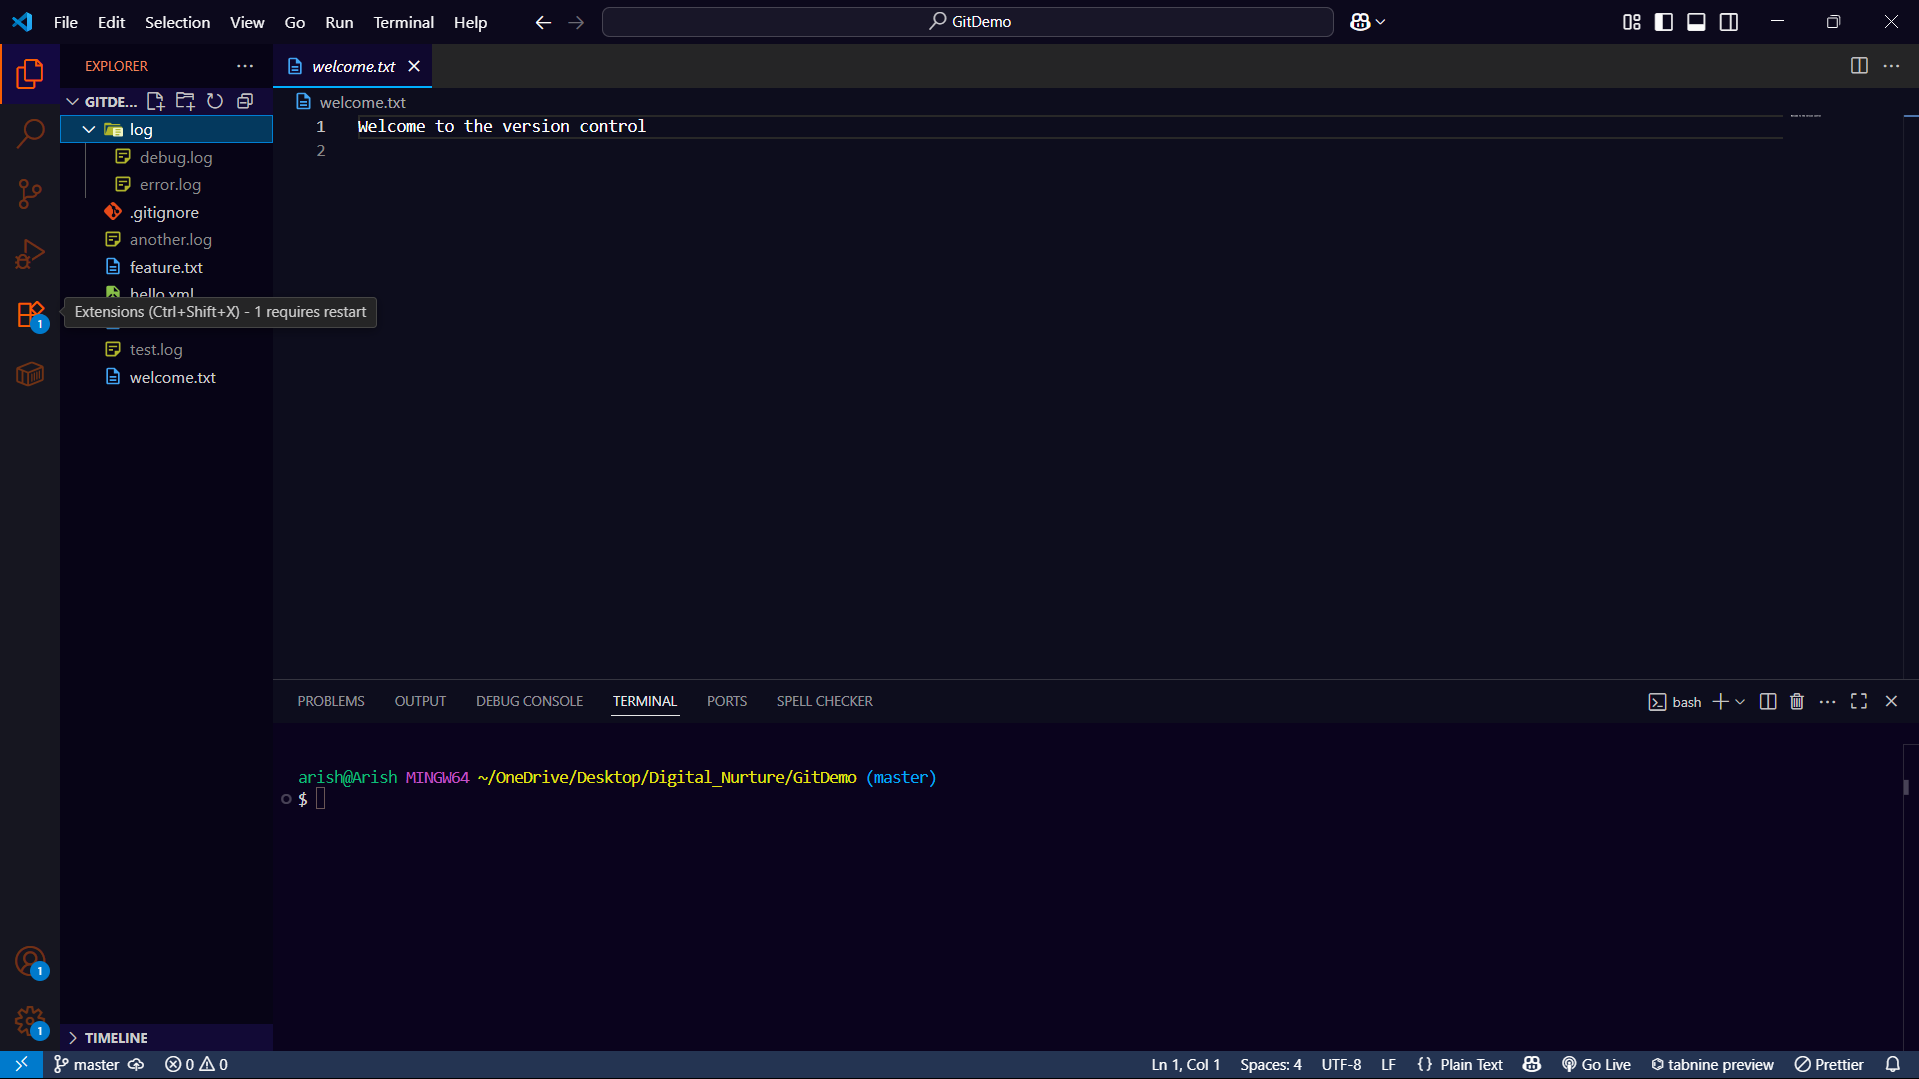 File Edit Selection View Go Run Terminal Help
GitDemo
EXPLORER
welcome.txt
GITDE...
welcome.txt
log
1 Welcome to the version control
2
debug.log
error.log
.gitignore
another.log
feature.txt
hello.xml
Extensions (Ctrl+Shift+X) - 1 requires restart
1
test.log
welcome.txt
PROBLEMS OUTPUT DEBUG CONSOLE TERMINAL PORTS SPELL CHECKER
bash
arish@Arish MINGW64 ~/OneDrive/Desktop/Digital_Nurture/GitDemo (master)
$
1
1
TIMELINE
master 0 0
Ln 1, Col 1 Spaces: 4 UTF-8 LF {} Plain Text Go Live tabnine preview Prettier